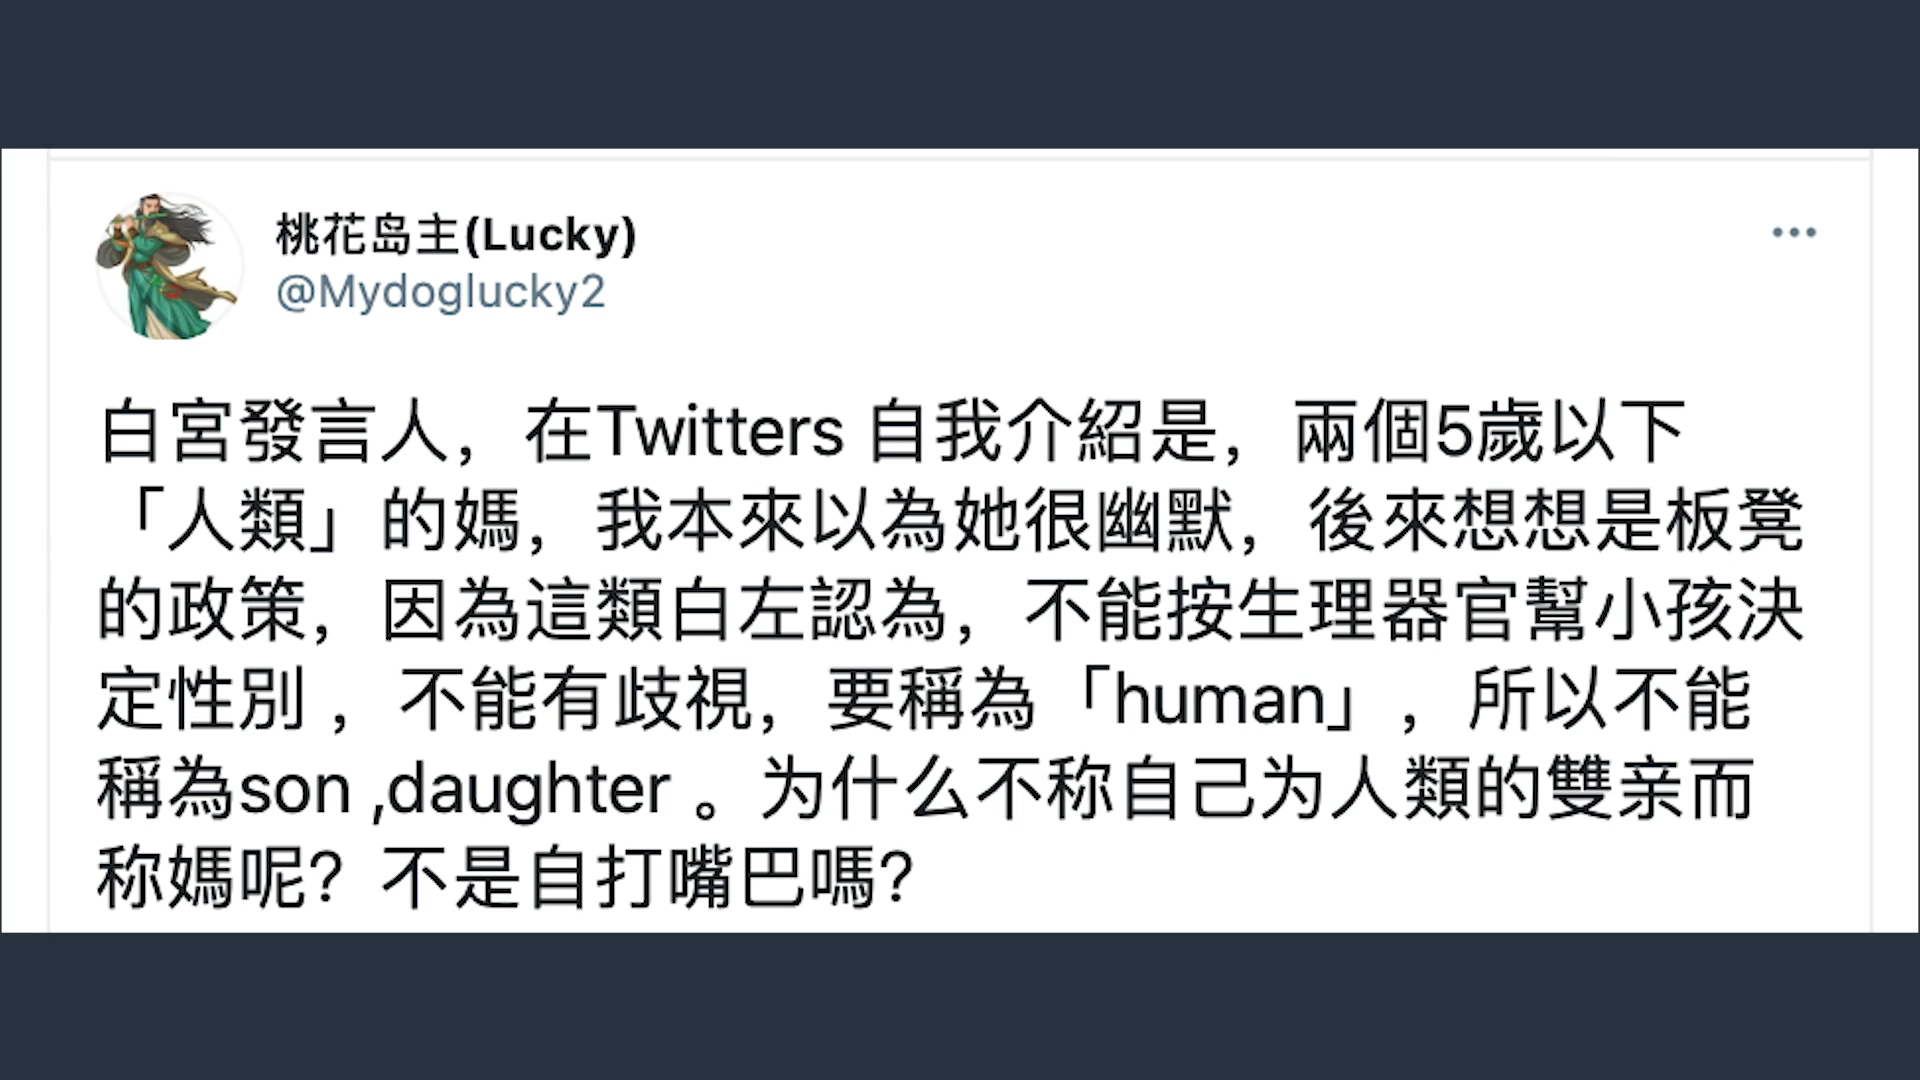 桃花岛主(Lucky)
@Mydoglucky2
白宮發言人，在Twitters 自我介紹是，兩個5歲以下
「人類」的媽，我本來以為她很幽默，後來想想是板凳
的政策，因為這類白左認為，不能按生理器官幫小孩決
定性別 ，不能有歧視，要稱為「human」，所以不能
稱為son ,daughter 。为什么不称自己为人類的雙亲而
称媽呢？不是自打嘴巴嗎？